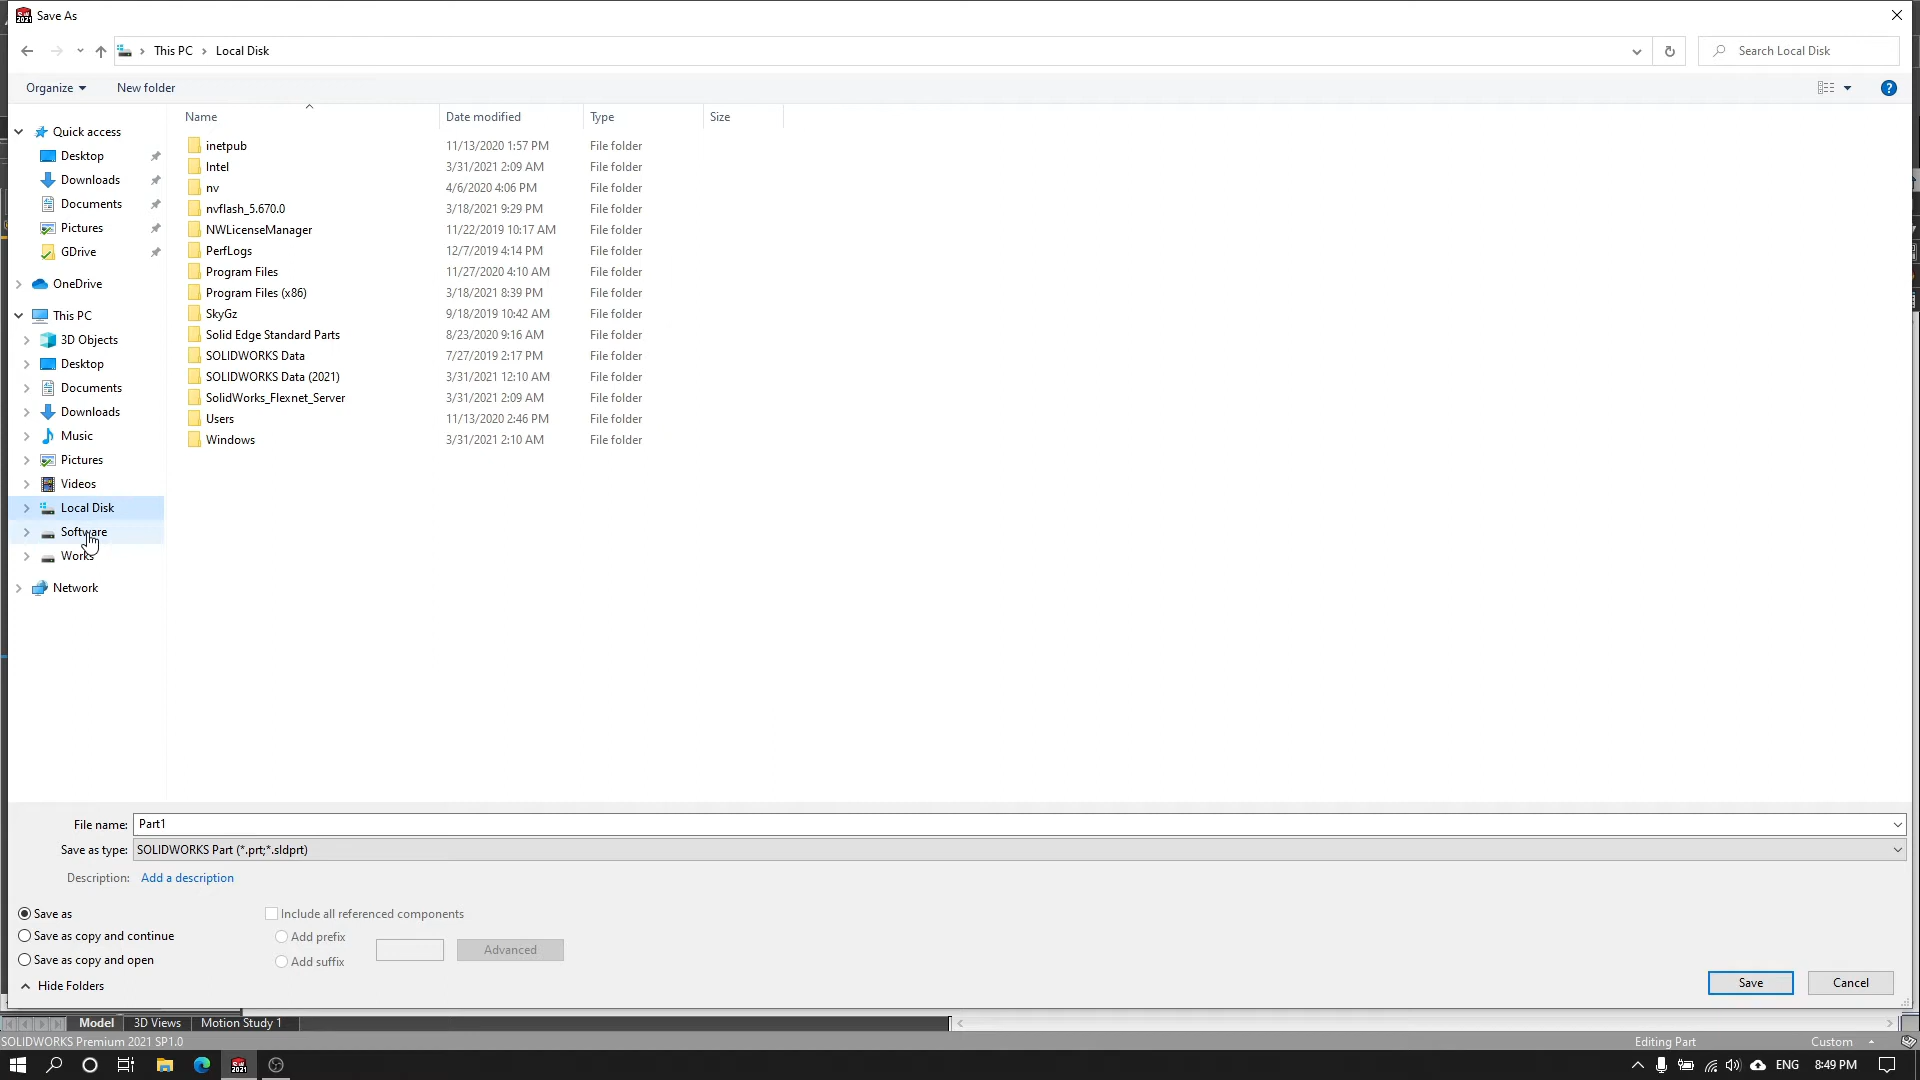 Save As
This PC > Local Disk
Search Local Disk
Organize
New folder
Name
Date modified
Type
Size
Quick access
Desktop
Downloads
Documents
Pictures
GDrive
OneDrive
This PC
3D Objects
Desktop
Documents
Downloads
Music
Pictures
Videos
Local Disk
Software
Works
Network
inetpub 11/13/2020 1:57 PM File folder
Intel 3/31/2021 2:09 AM File folder
nv 4/6/2020 4:06 PM File folder
nvflash_5.670.0 3/18/2021 9:29 PM File folder
NWLicenseManager 11/22/2019 10:17 AM File folder
PerfLogs 12/7/2019 4:14 PM File folder
Program Files 11/27/2020 4:10 AM File folder
Program Files (x86) 3/18/2021 8:39 PM File folder
SkyGz 9/18/2019 10:42 AM File folder
Solid Edge Standard Parts 8/23/2020 9:16 AM File folder
SOLIDWORKS Data 7/27/2019 2:17 PM File folder
SOLIDWORKS Data (2021) 3/31/2021 12:10 AM File folder
SolidWorks_Flexnet_Server 3/31/2021 2:09 AM File folder
Users 11/13/2020 2:46 PM File folder
Windows 3/31/2021 2:10 AM File folder
File name: Part1
Save as type: SOLIDWORKS Part (*.prt;*.sldprt)
Description: Add a description
Save as
Save as copy and continue
Save as copy and open
Include all referenced components
Add prefix
Add suffix
Advanced
Hide Folders
Save
Cancel
Model
3D Views
Motion Study 1
SOLIDWORKS Premium 2021 SP1.0
Editing Part
Custom
2021
ENG
8:49 PM